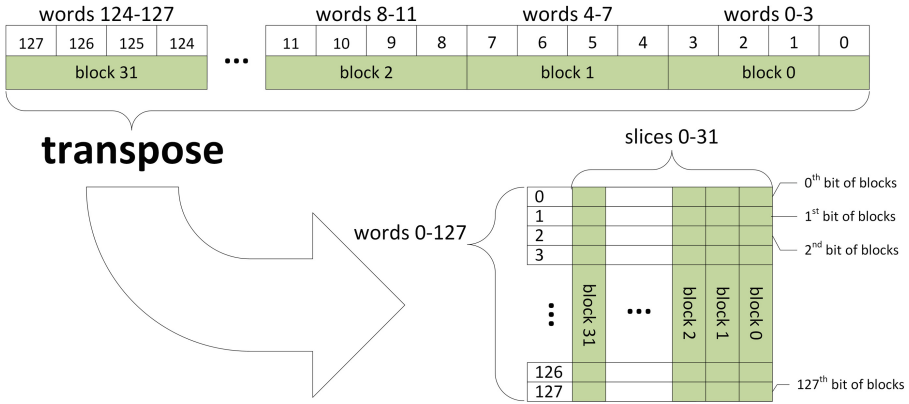 words 124-127 words 8-11 words 4-7 words 0-3
127 126 125 124 ... 11 10 9 8 7 6 5 4 3 2 1 0
block 31 block 2 block 1 block 0
transpose
slices 0-31
0 0th bit of blocks
1 1st bit of blocks
words 0-127
2 2nd bit of blocks
3
... block 31 ... block 2 block 1 block 0
126
127 127th bit of blocks